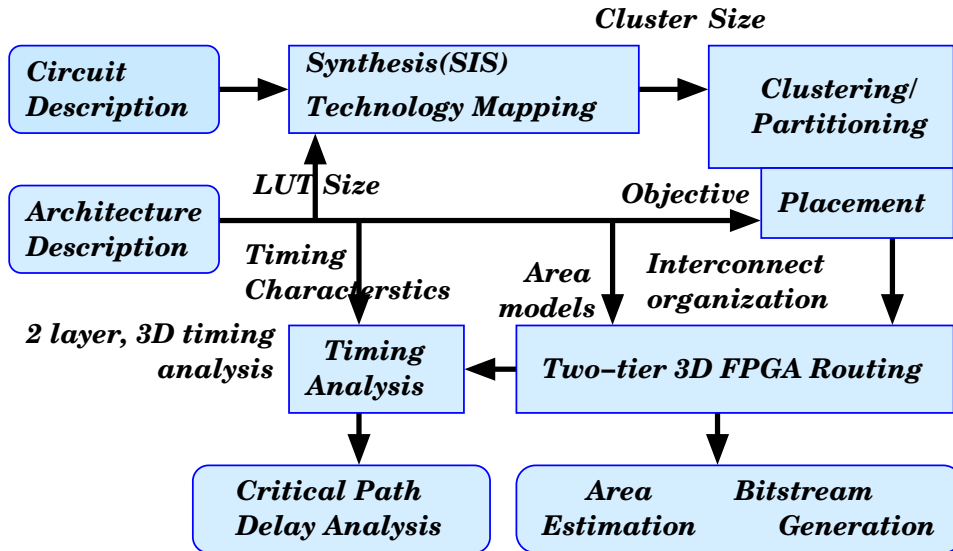 Cluster Size
Circuit
Description
Synthesis(SIS)
Technology Mapping
Clustering/
Partitioning
LUT Size
Architecture
Description
Objective
Placement
Timing
Characterstics
Area
models
Interconnect
organization
2 layer, 3D timing
analysis
Timing
Analysis
Two–tier 3D FPGA Routing
Critical Path
Delay Analysis
Area Bitstream
Estimation Generation